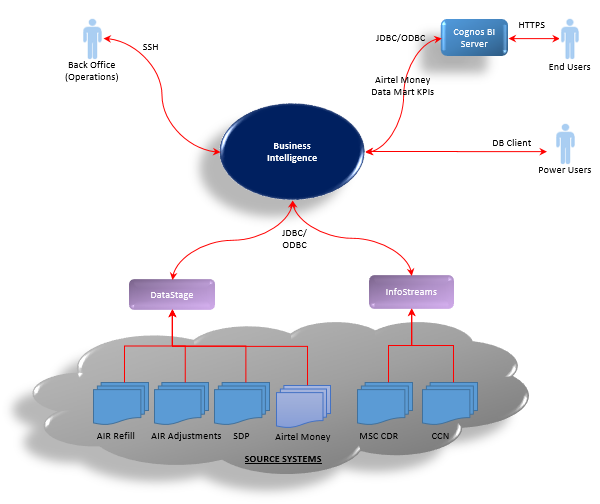 Cognos BI
Server
HTTPS
JDBC/ODBC
SSH
Back Office
(Operations)
End Users
Airtel Money
Data Mart KPIs
Business
Intelligence
DB Client
Power Users
JDBC/
ODBC
DataStage
InfoStreams
AIR Refill
AIR Adjustments
SDP
Airtel Money
MSC CDR
CCN
SOURCE SYSTEMS